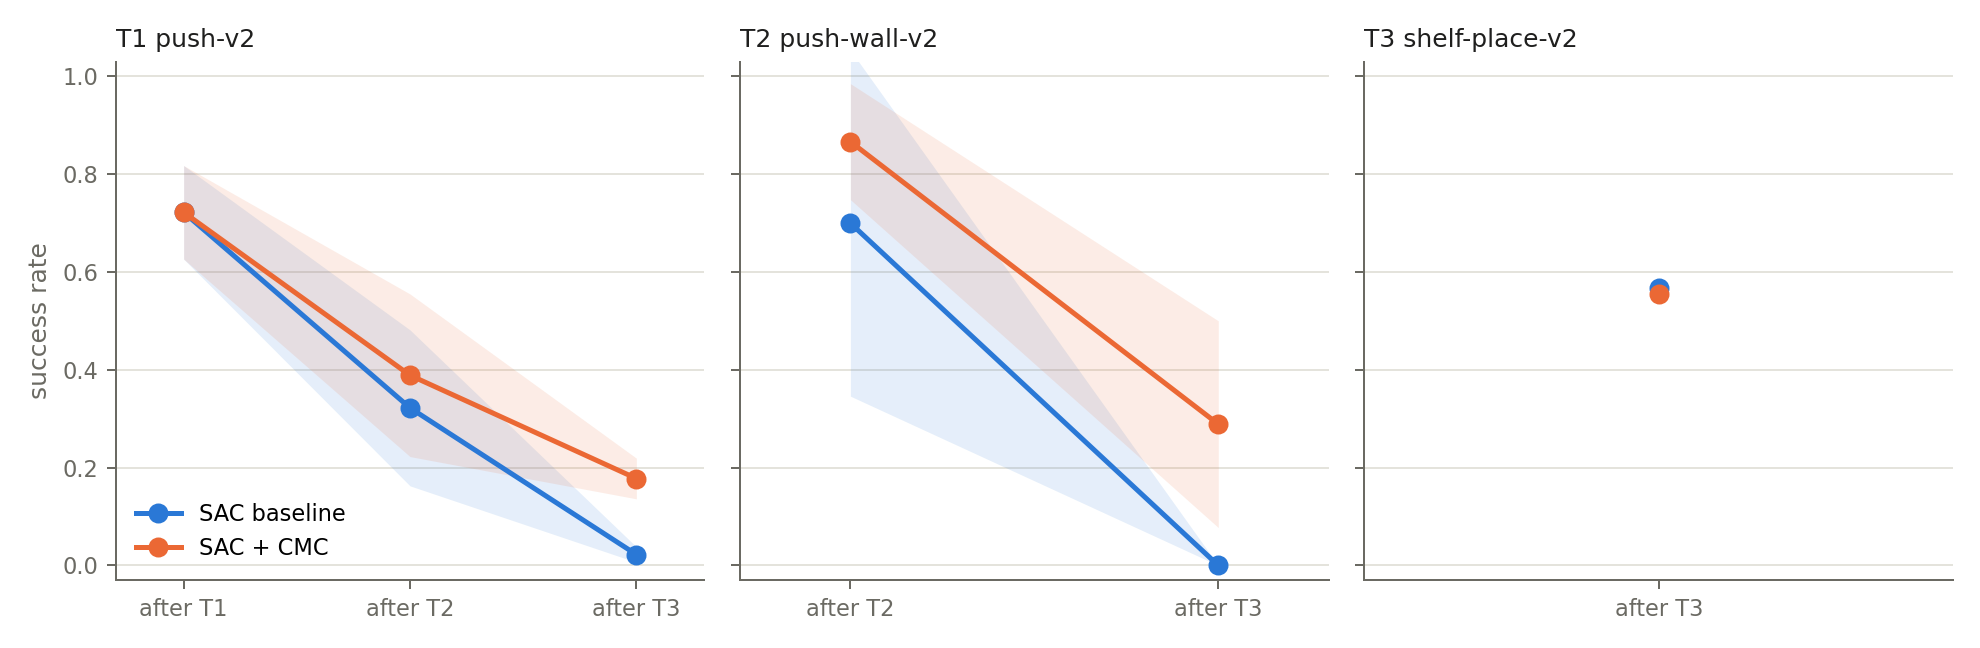 T1 push-v2
T2 push-wall-v2
T3 shelf-place-v2
success rate
1.0
0.8
0.6
0.4
0.2
0.0
SAC baseline
SAC + CMC
after T1
after T2
after T3
after T2
after T3
after T3